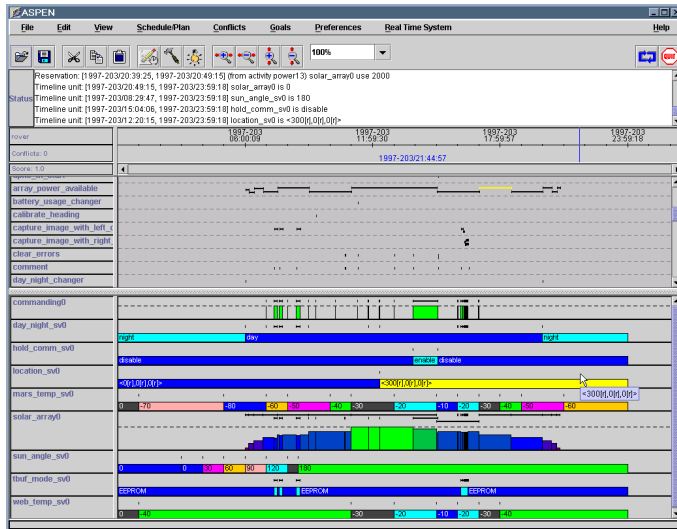 ASPEN
File Edit View Schedule/Plan Conflicts Goals Preferences Real Time System Help
100%
Reservation: [1997-203/20:39:25, 1997-203/20:49:15] (from activity power13) solar_array0 use 2000
Timeline unit: [1997-203/20:49:15, 1997-203/23:59:18] solar_array0 is 0
Status Timeline unit: [1997-203/08:29:47, 1997-203/23:59:18] sun_angle_sv0 is 180
Timeline unit: [1997-203/15:04:06, 1997-203/23:59:18] hold_comm_sv0 is disable
Timeline unit: [1997-203/12:20:15, 1997-203/23:59:18] location_sv0 is <300[r],0[r],0[r]>
rover 1997-203 1997-203 1997-203 1997-203
06:00:09 11:59:30 17:59:57 23:59:18
Conflicts: 0
1997-203/21:44:57
Score: 1.0
array_power_available
battery_usage_changer
calibrate_heading
capture_image_with_left_c
capture_image_with_right_
clear_errors
comment
day_night_changer
commanding0
day_night_sv0
night day night
hold_comm_sv0
disable enable disable
location_sv0
<0[r],0[r],0[r]> <300[r],0[r],0[r]>
<300[r],0[r],0[r]>
mars_temp_sv0
0 -70 -80 -60 -50 -40 -30 -20 -10 -20 -30 -40 -50 -60
solar_array0
sun_angle_sv0
0 0 30 60 90 120 180
tbuf_mode_sv0
EEPROM EEPROM EEPROM
web_temp_sv0
0 -40 -30 -20 -10 -20 -30 -40